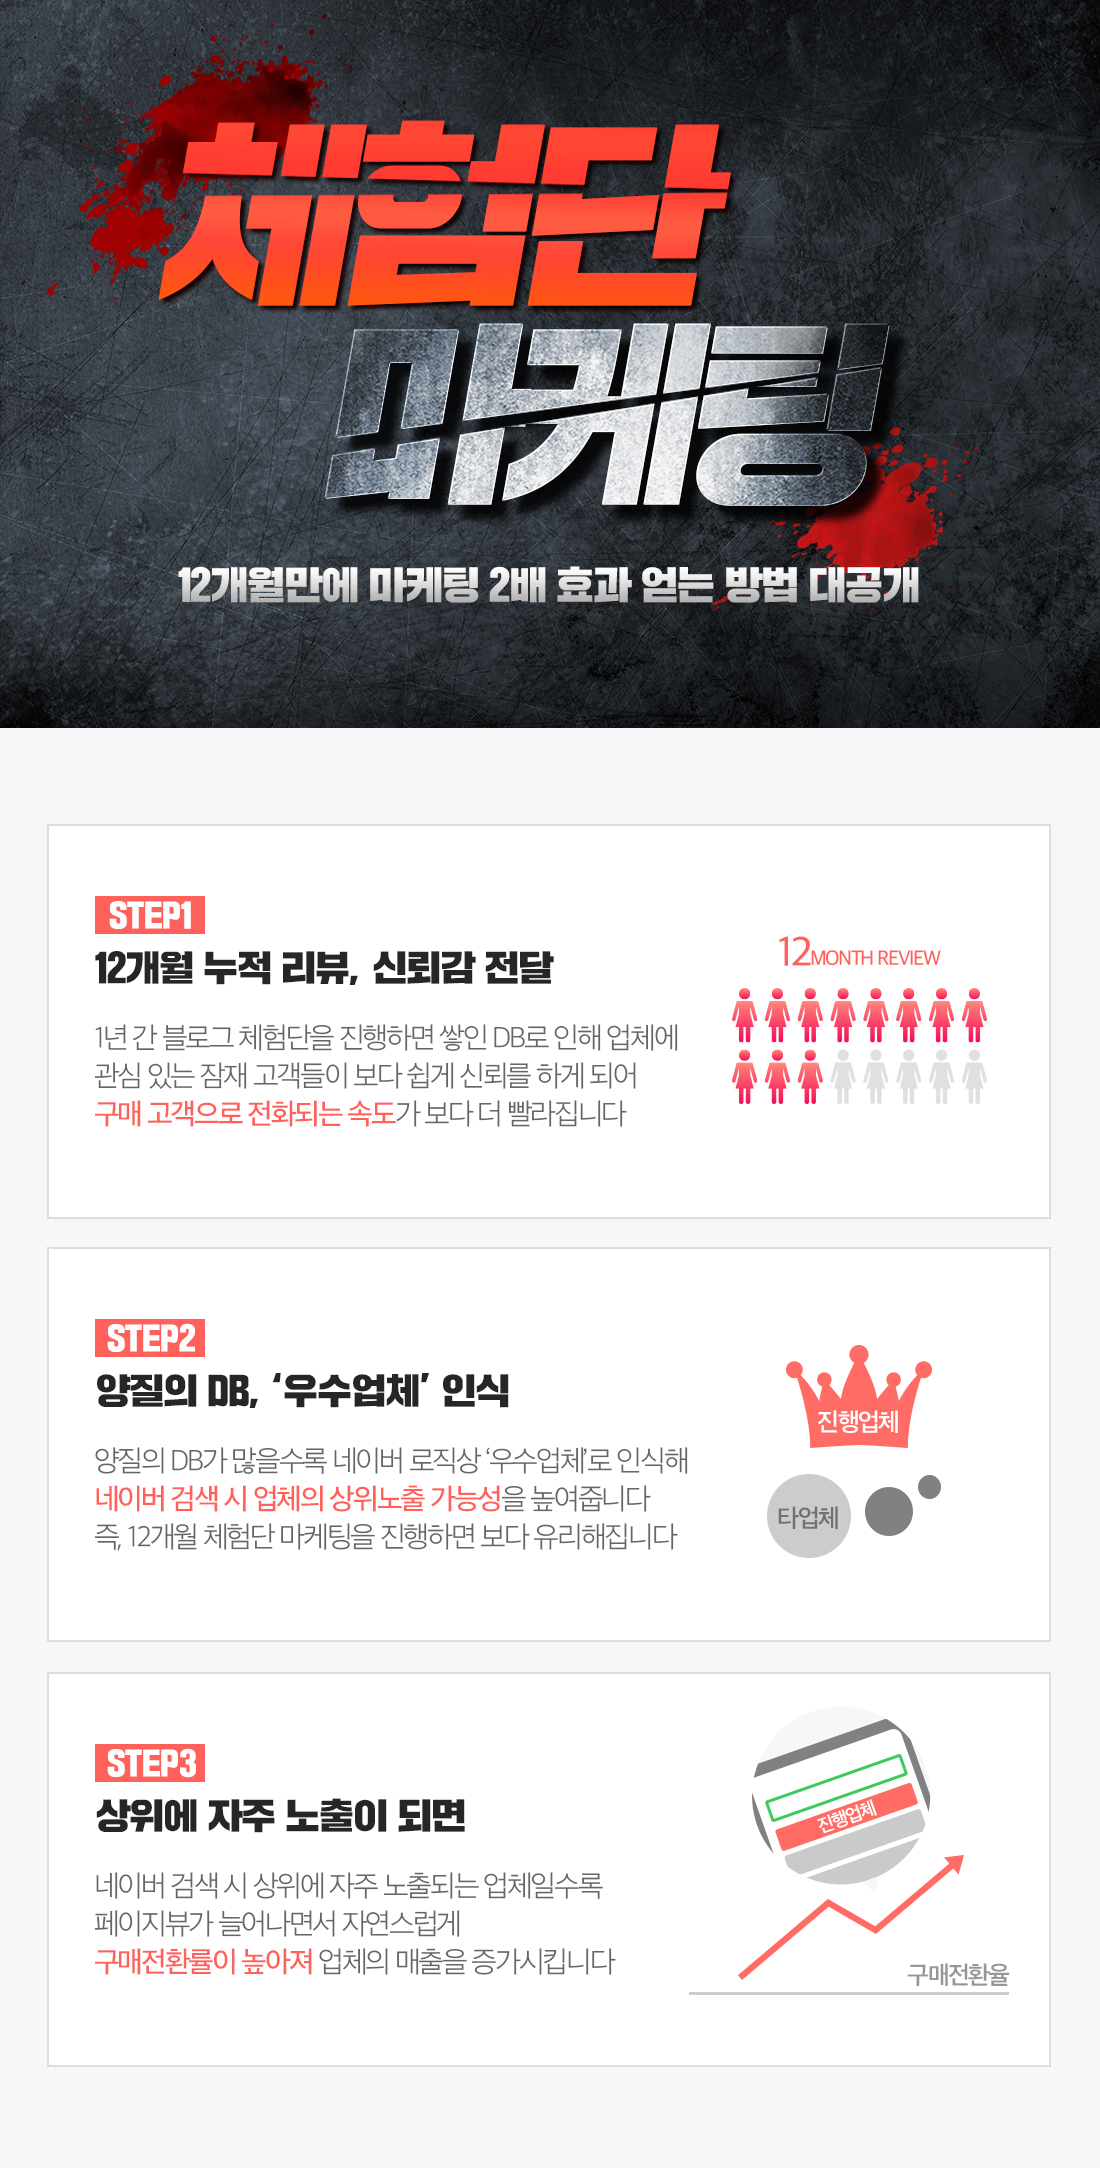 체험단
마케팅
12개월만에 마케팅 2배 효과 얻는 방법 대공개
STEP1
12개월 누적 리뷰, 신뢰감 전달
1년 간 블로그 체험단을 진행하면 쌓인 DB로 인해 업체에
관심 있는 잠재 고객들이 보다 쉽게 신뢰를 하게 되어
구매 고객으로 전화되는 속도가 보다 더 빨라집니다
12MONTH REVIEW
STEP2
양질의 DB, ‘우수업체’ 인식
양질의 DB가 많을수록 네이버 로직상 ‘우수업체’로 인식해
네이버 검색 시 업체의 상위노출 가능성을 높여줍니다
즉, 12개월 체험단 마케팅을 진행하면 보다 유리해집니다
진행업체
타업체
STEP3
상위에 자주 노출이 되면
네이버 검색 시 상위에 자주 노출되는 업체일수록
페이지뷰가 늘어나면서 자연스럽게
구매전환률이 높아져 업체의 매출을 증가시킵니다
진행업체
구매전환율